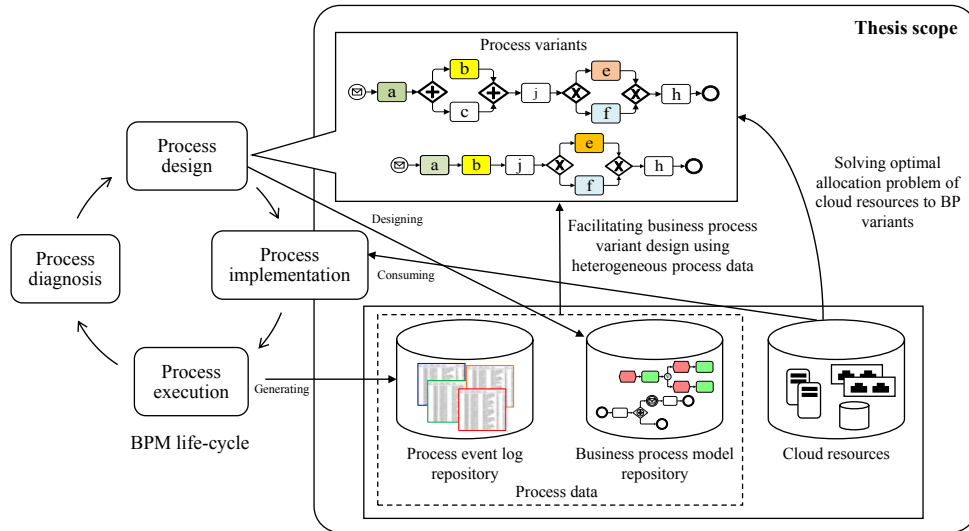 Thesis scope
Process variants
b
e
a
j
h
c
f
e
a
b
j
h
f
Process
design
Solving optimal
allocation problem of
cloud resources to BP
variants
Designing
Facilitating business process
variant design using
heterogeneous process data
Process
diagnosis
Process
implementation
Consuming
Process
execution
Generating
BPM life-cycle
Process event log
repository
Business process model
repository
Cloud resources
Process data